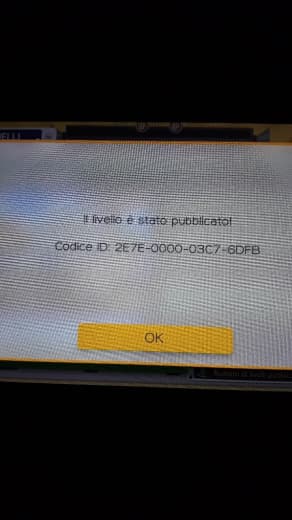 Il livello è stato pubblicato!
Codice ID: 2E7E-0000-03C7-6DFB
OK